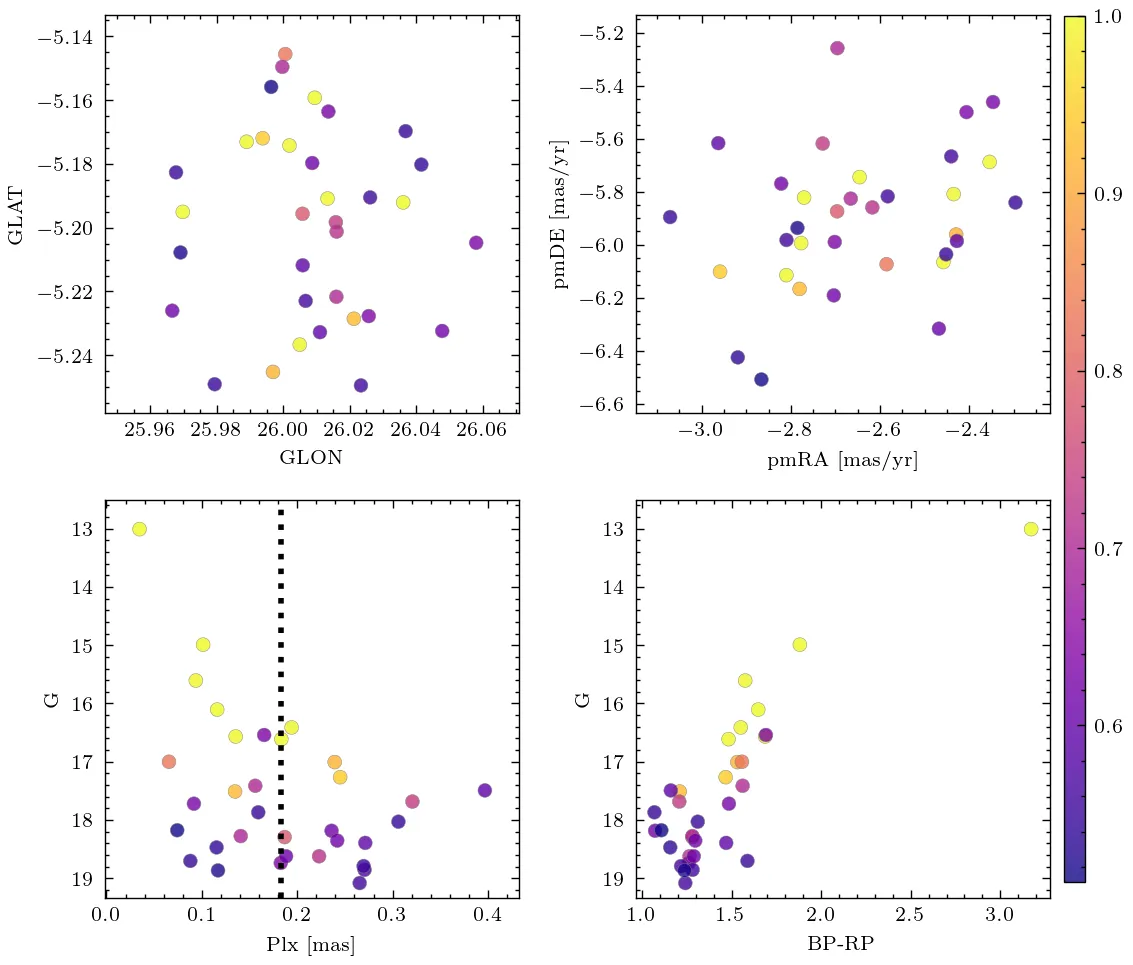 −5.14
−5.16
−5.18
−5.20
−5.22
−5.24
GLAT
25.96 25.98 26.00 26.02 26.04 26.06
GLON
−5.2
−5.4
−5.6
−5.8
−6.0
−6.2
−6.4
−6.6
pmDE [mas/yr]
−3.0 −2.8 −2.6 −2.4
pmRA [mas/yr]
1.0
0.9
0.8
0.7
0.6
13
14
15
16
17
18
19
G
0.0 0.1 0.2 0.3 0.4
Plx [mas]
13
14
15
16
17
18
19
G
1.0 1.5 2.0 2.5 3.0
BP-RP